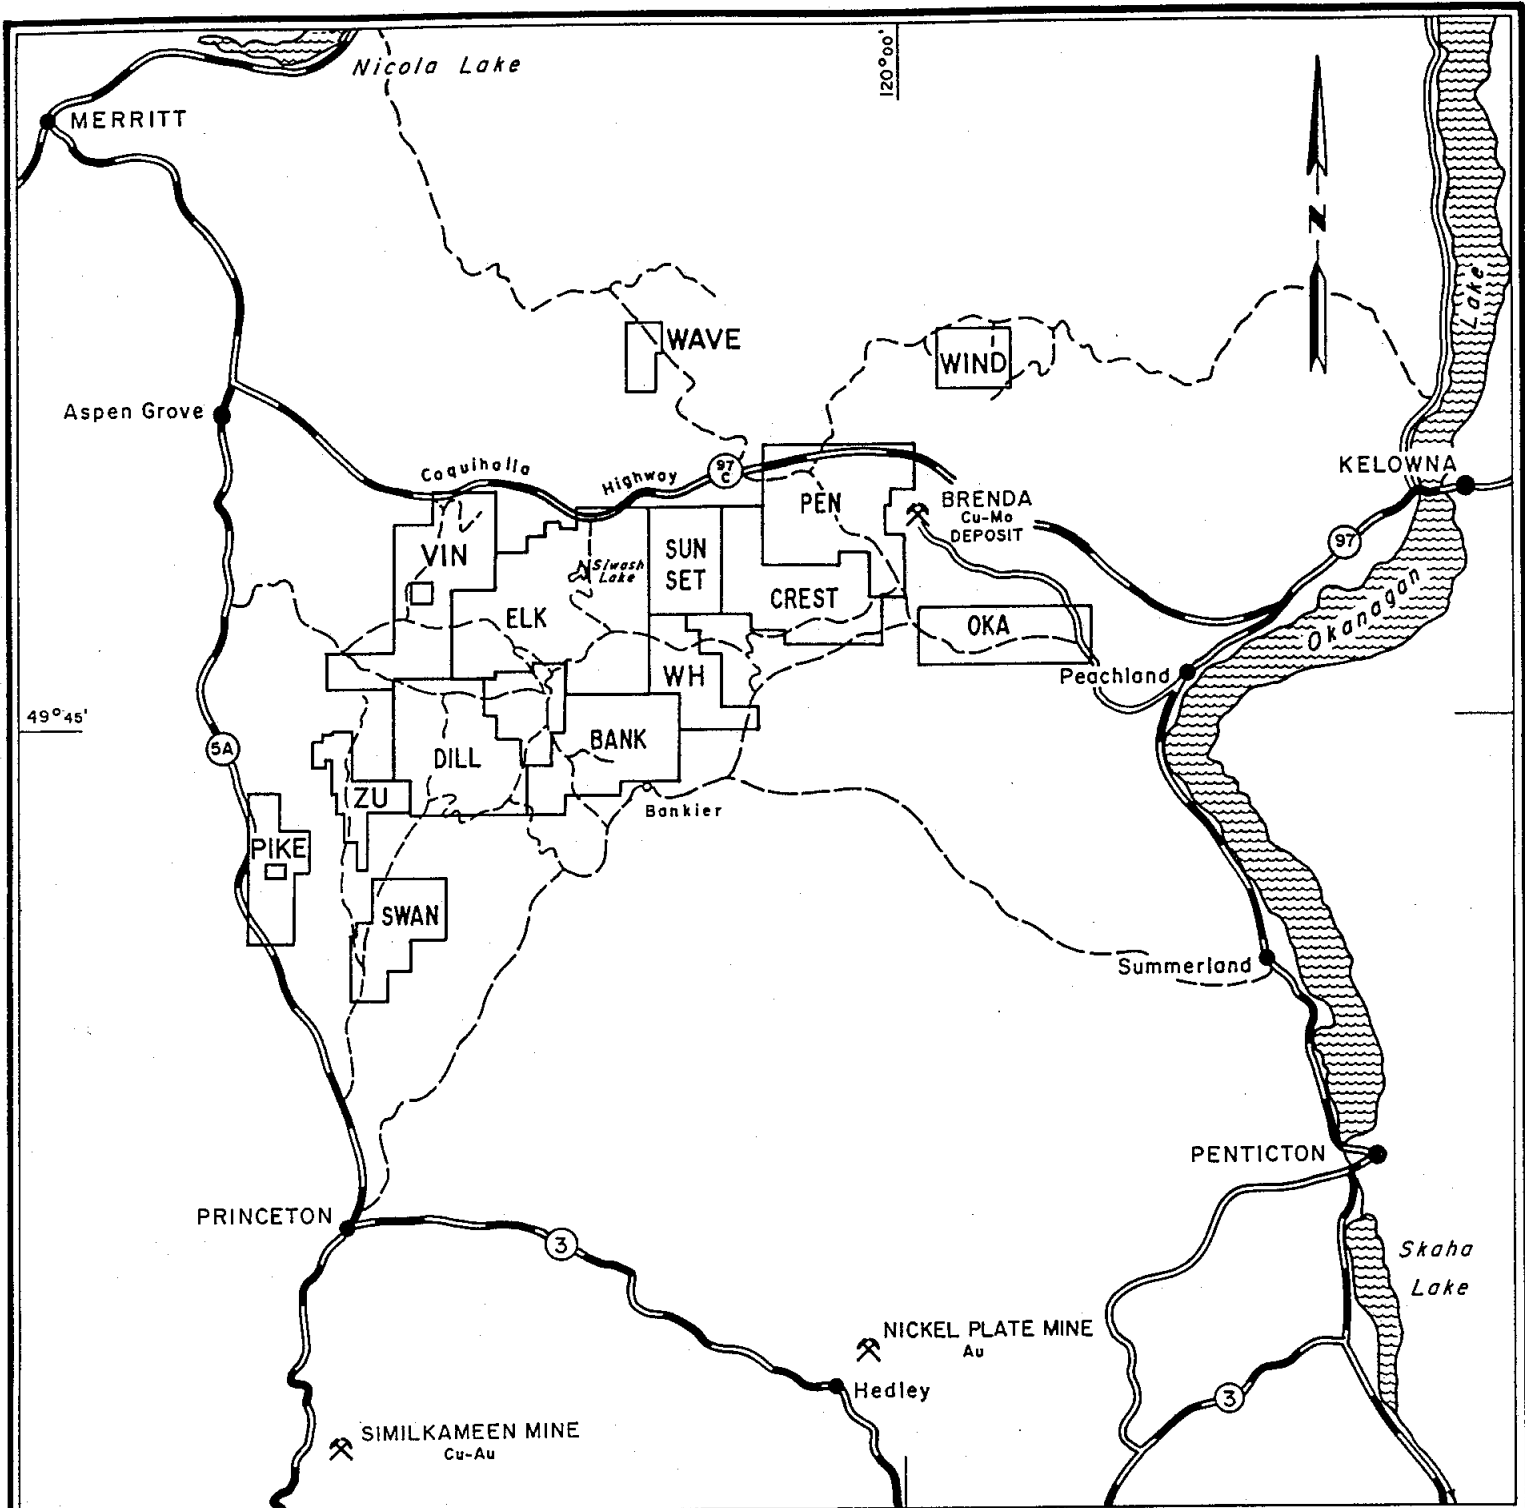 Nicola Lake
120°00'
MERRITT
N
Lake
WAVE
WIND
Aspen Grove
Coquihalla
Highway
97
C
KELOWNA
PEN
BRENDA
Cu-Mo
DEPOSIT
97
VIN
SUN
SET
Siwash
Lake
CREST
ELK
OKA
Okanagan
WH
Peachland
49°45'
5A
DILL
BANK
ZU
Bankier
PIKE
SWAN
Summerland
PENTICTON
PRINCETON
3
Skaha
Lake
NICKEL PLATE MINE
Au
Hedley
3
SIMILKAMEEN MINE
Cu-Au